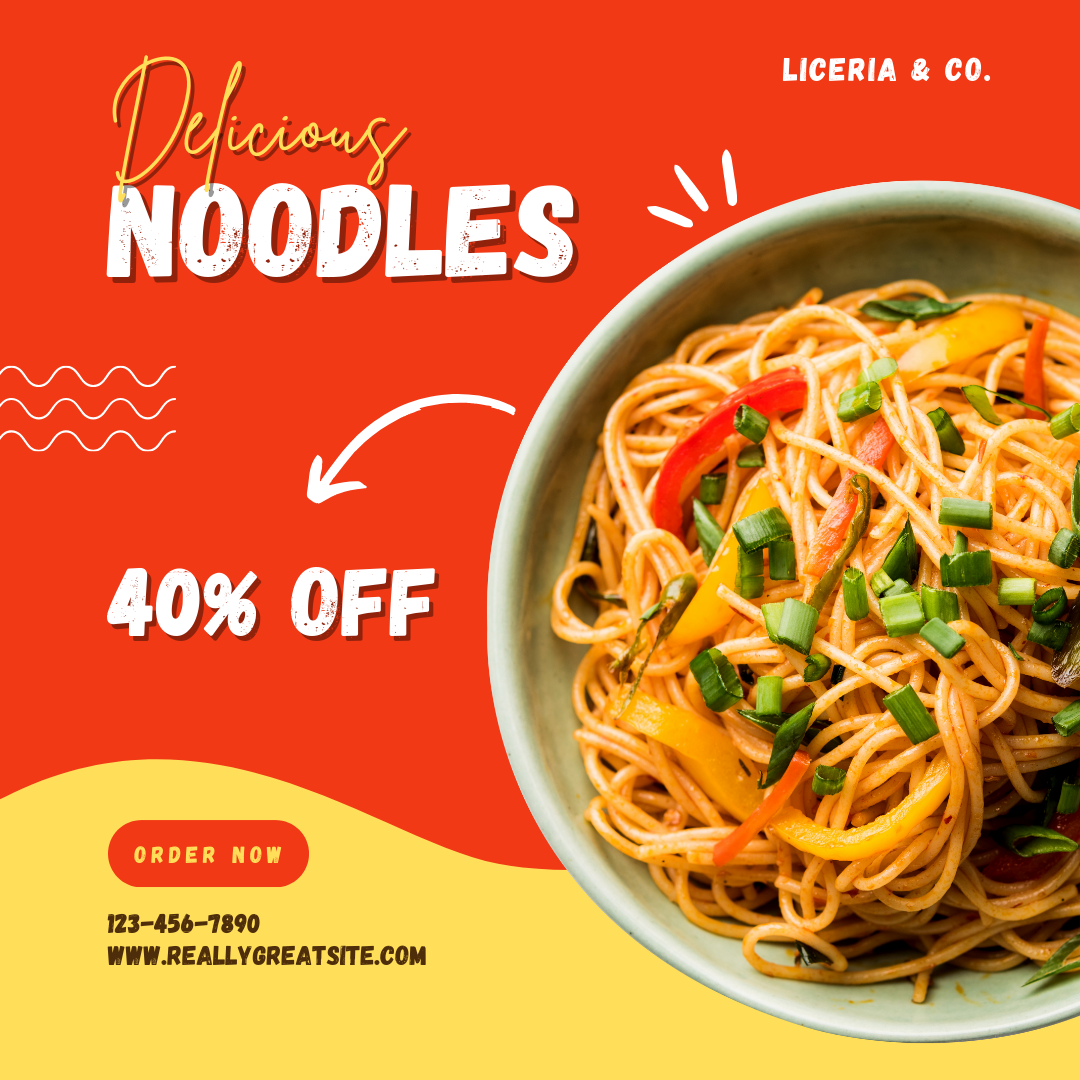 LICERIA & CO.
Delicious
NOODLES
40% OFF
ORDER NOW
123-456-7890
WWW.REALLYGREATSITE.COM